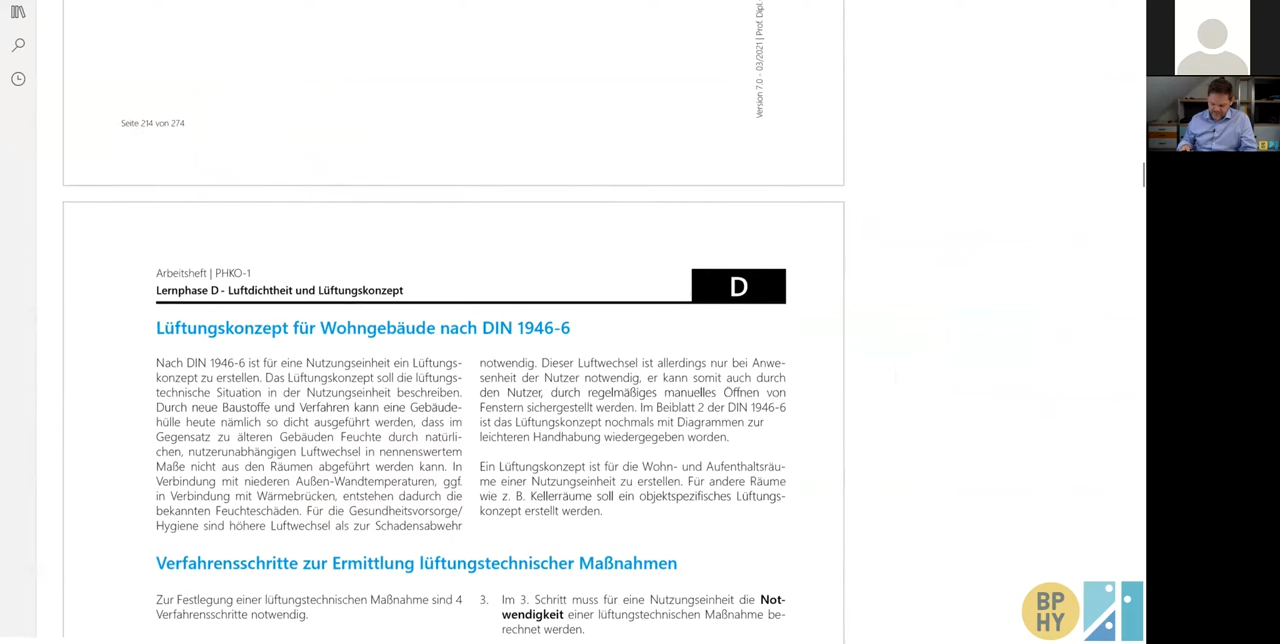 Version 7.0 - 03/2021 | Prof. Dipl.
Seite 214 von 274
Arbeitsheft | PHKO-1
Lernphase D - Luftdichtheit und Lüftungskonzept
D
Lüftungskonzept für Wohngebäude nach DIN 1946-6
Nach DIN 1946-6 ist für eine Nutzungseinheit ein Lüftungs-
konzept zu erstellen. Das Lüftungskonzept soll die lüftungs-
technische Situation in der Nutzungseinheit beschreiben.
Durch neue Baustoffe und Verfahren kann eine Gebäude-
hülle heute nämlich so dicht ausgeführt werden, dass im
Gegensatz zu älteren Gebäuden Feuchte durch natürli-
chen, nutzerunabhängigen Luftwechsel in nennenswertem
Maße nicht aus den Räumen abgeführt werden kann. In
Verbindung mit niederen Außen-Wandtemperaturen, ggf.
in Verbindung mit Wärmebrücken, entstehen dadurch die
bekannten Feuchteschäden. Für die Gesundheitsvorsorge/
Hygiene sind höhere Luftwechsel als zur Schadensabwehr
notwendig. Dieser Luftwechsel ist allerdings nur bei Anwe-
senheit der Nutzer notwendig, er kann somit auch durch
den Nutzer, durch regelmäßiges manuelles Öffnen von
Fenstern sichergestellt werden. Im Beiblatt 2 der DIN 1946-6
ist das Lüftungskonzept nochmals mit Diagrammen zur
leichteren Handhabung wiedergegeben worden.
Ein Lüftungskonzept ist für die Wohn- und Aufenthaltsräu-
me einer Nutzungseinheit zu erstellen. Für andere Räume
wie z. B. Kellerräume soll ein objektspezifisches Lüftungs-
konzept erstellt werden.
Verfahrensschritte zur Ermittlung lüftungstechnischer Maßnahmen
Zur Festlegung einer lüftungstechnischen Maßnahme sind 4
Verfahrensschritte notwendig.
3. Im 3. Schritt muss für eine Nutzungseinheit die Not-
wendigkeit einer lüftungstechnischen Maßnahme be-
rechnet werden.
BP
HY